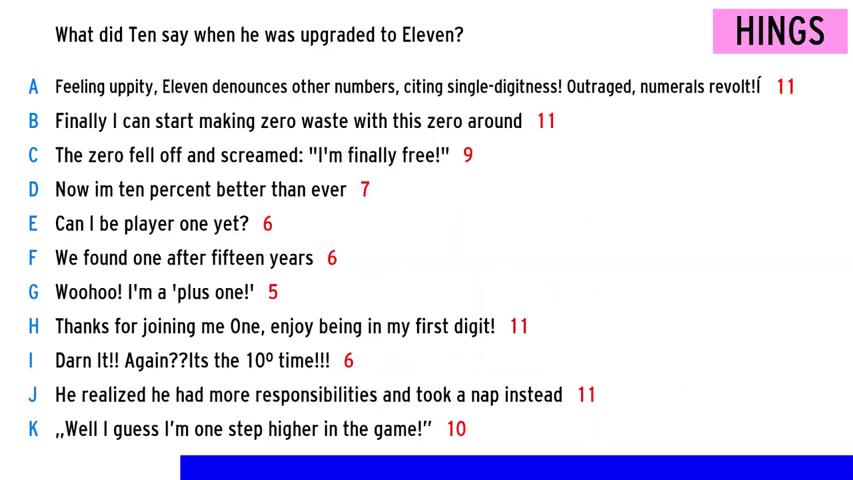 What did Ten say when he was upgraded to Eleven?
HINGS
A Feeling uppity, Eleven denounces other numbers, citing single-digitness! Outraged, numerals revolt!Í 11
B Finally I can start making zero waste with this zero around 11
C The zero fell off and screamed: "I'm finally free!" 9
D Now im ten percent better than ever 7
E Can I be player one yet? 6
F We found one after fifteen years 6
G Woohoo! I'm a 'plus one!' 5
H Thanks for joining me One, enjoy being in my first digit! 11
I Darn It!! Again??Its the 10º time!!! 6
J He realized he had more responsibilities and took a nap instead 11
K „Well I guess I’m one step higher in the game!” 10